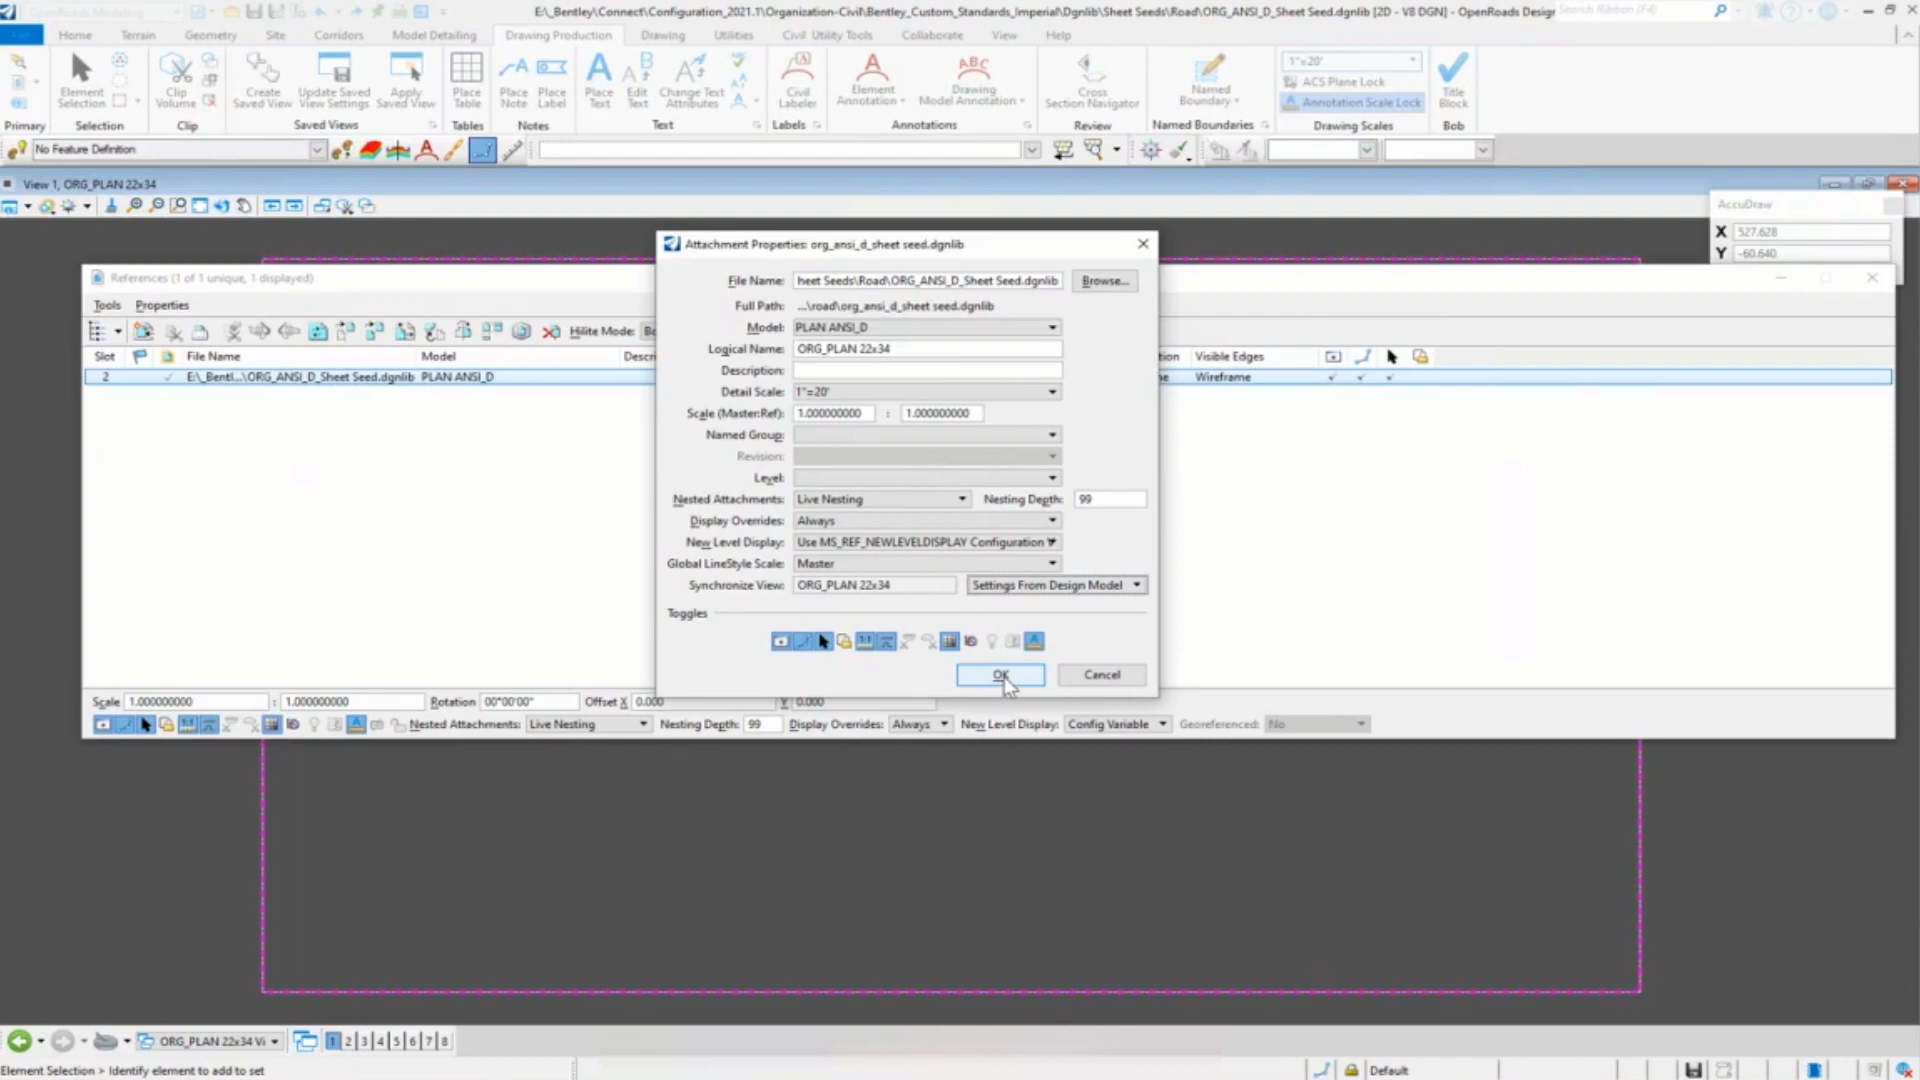 OpenRoads Modeling
E:\_Bentley\Connect\Configuration_2021.1\Organization-Civil\Bentley_Custom_Standards_Imperial\Dgnlib\Sheet Seeds\Road\ORG_ANSI_D_Sheet Seed.dgnlib [2D - V8 DGN] - OpenRoads Design
Search Ribbon (F4)
Home Terrain Geometry Site Corridors Model Detailing Drawing Production Drawing Utilities Civil Utility Tools Collaborate View Help
Element Selection
Clip Volume
Create Saved View
Update Saved View Settings
Apply Saved View
Place Table
Place Note
Place Label
Place Text
Edit Text
Change Text Attributes
Civil Labeler
Element Annotation
Drawing Model Annotation
Cross Section Navigator
Named Boundary
1"=20'
ACS Plane Lock
Annotation Scale Lock
Title Block
Primary Selection Clip Saved Views Tables Notes Text Labels Annotations Review Named Boundaries Drawing Scales Bob
No Feature Definition
View 1, ORG_PLAN 22x34
AccuDraw
X 527.628
Y -60.640
References (1 of 1 unique, 1 displayed)
Tools Properties
Hilite Mode: Bo
Slot File Name Model Descri tion Visible Edges
2 E:\_Bentl...\ORG_ANSI_D_Sheet Seed.dgnlib PLAN ANSI_D e Wireframe
Attachment Properties: org_ansi_d_sheet seed.dgnlib
File Name: heet Seeds\Road\ORG_ANSI_D_Sheet Seed.dgnlib Browse...
Full Path: ...\road\org_ansi_d_sheet seed.dgnlib
Model: PLAN ANSI_D
Logical Name: ORG_PLAN 22x34
Description:
Detail Scale: 1"=20'
Scale (Master:Ref): 1.000000000 : 1.000000000
Named Group:
Revision:
Level:
Nested Attachments: Live Nesting Nesting Depth: 99
Display Overrides: Always
New Level Display: Use MS_REF_NEWLEVELDISPLAY Configuration V
Global LineStyle Scale: Master
Synchronize View: ORG_PLAN 22x34 Settings From Design Model
Toggles
OK Cancel
Scale 1.000000000 : 1.000000000 Rotation 00°00'00" Offset X 0.000 Y 0.000
Nested Attachments: Live Nesting Nesting Depth: 99 Display Overrides: Always New Level Display: Config Variable Georeferenced: No
ORG_PLAN 22x34 Vi 1 2 3 4 5 6 7 8
Element Selection > Identify element to add to set
Default